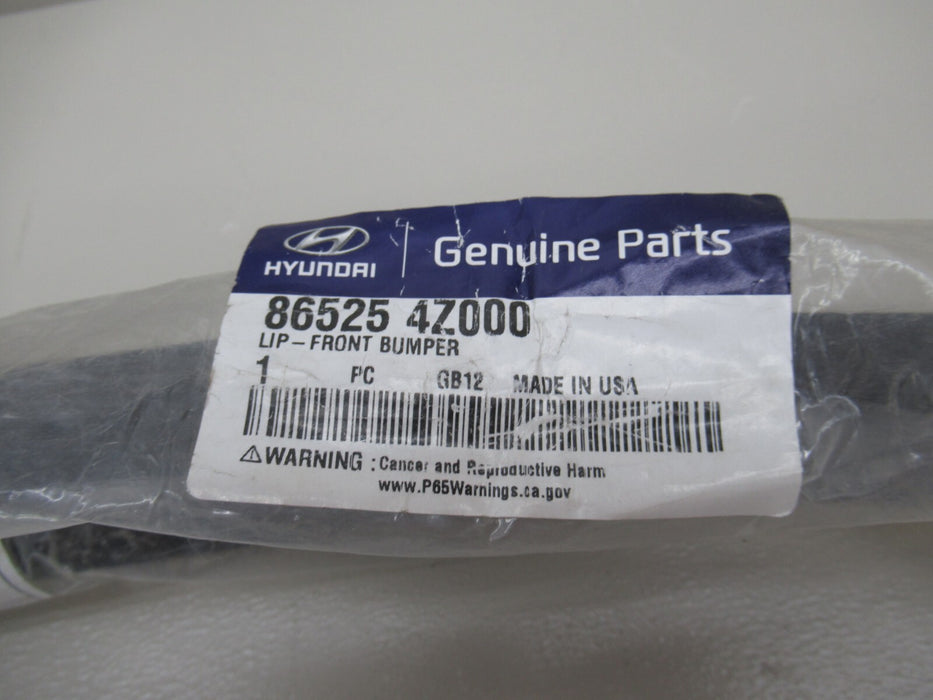 HYUNDAI
Genuine Parts
86525 4Z000
LIP-FRONT BUMPER
1 PC GB12 MADE IN USA
⚠WARNING : Cancer and Reproductive Harm
www.P65Warnings.ca.gov